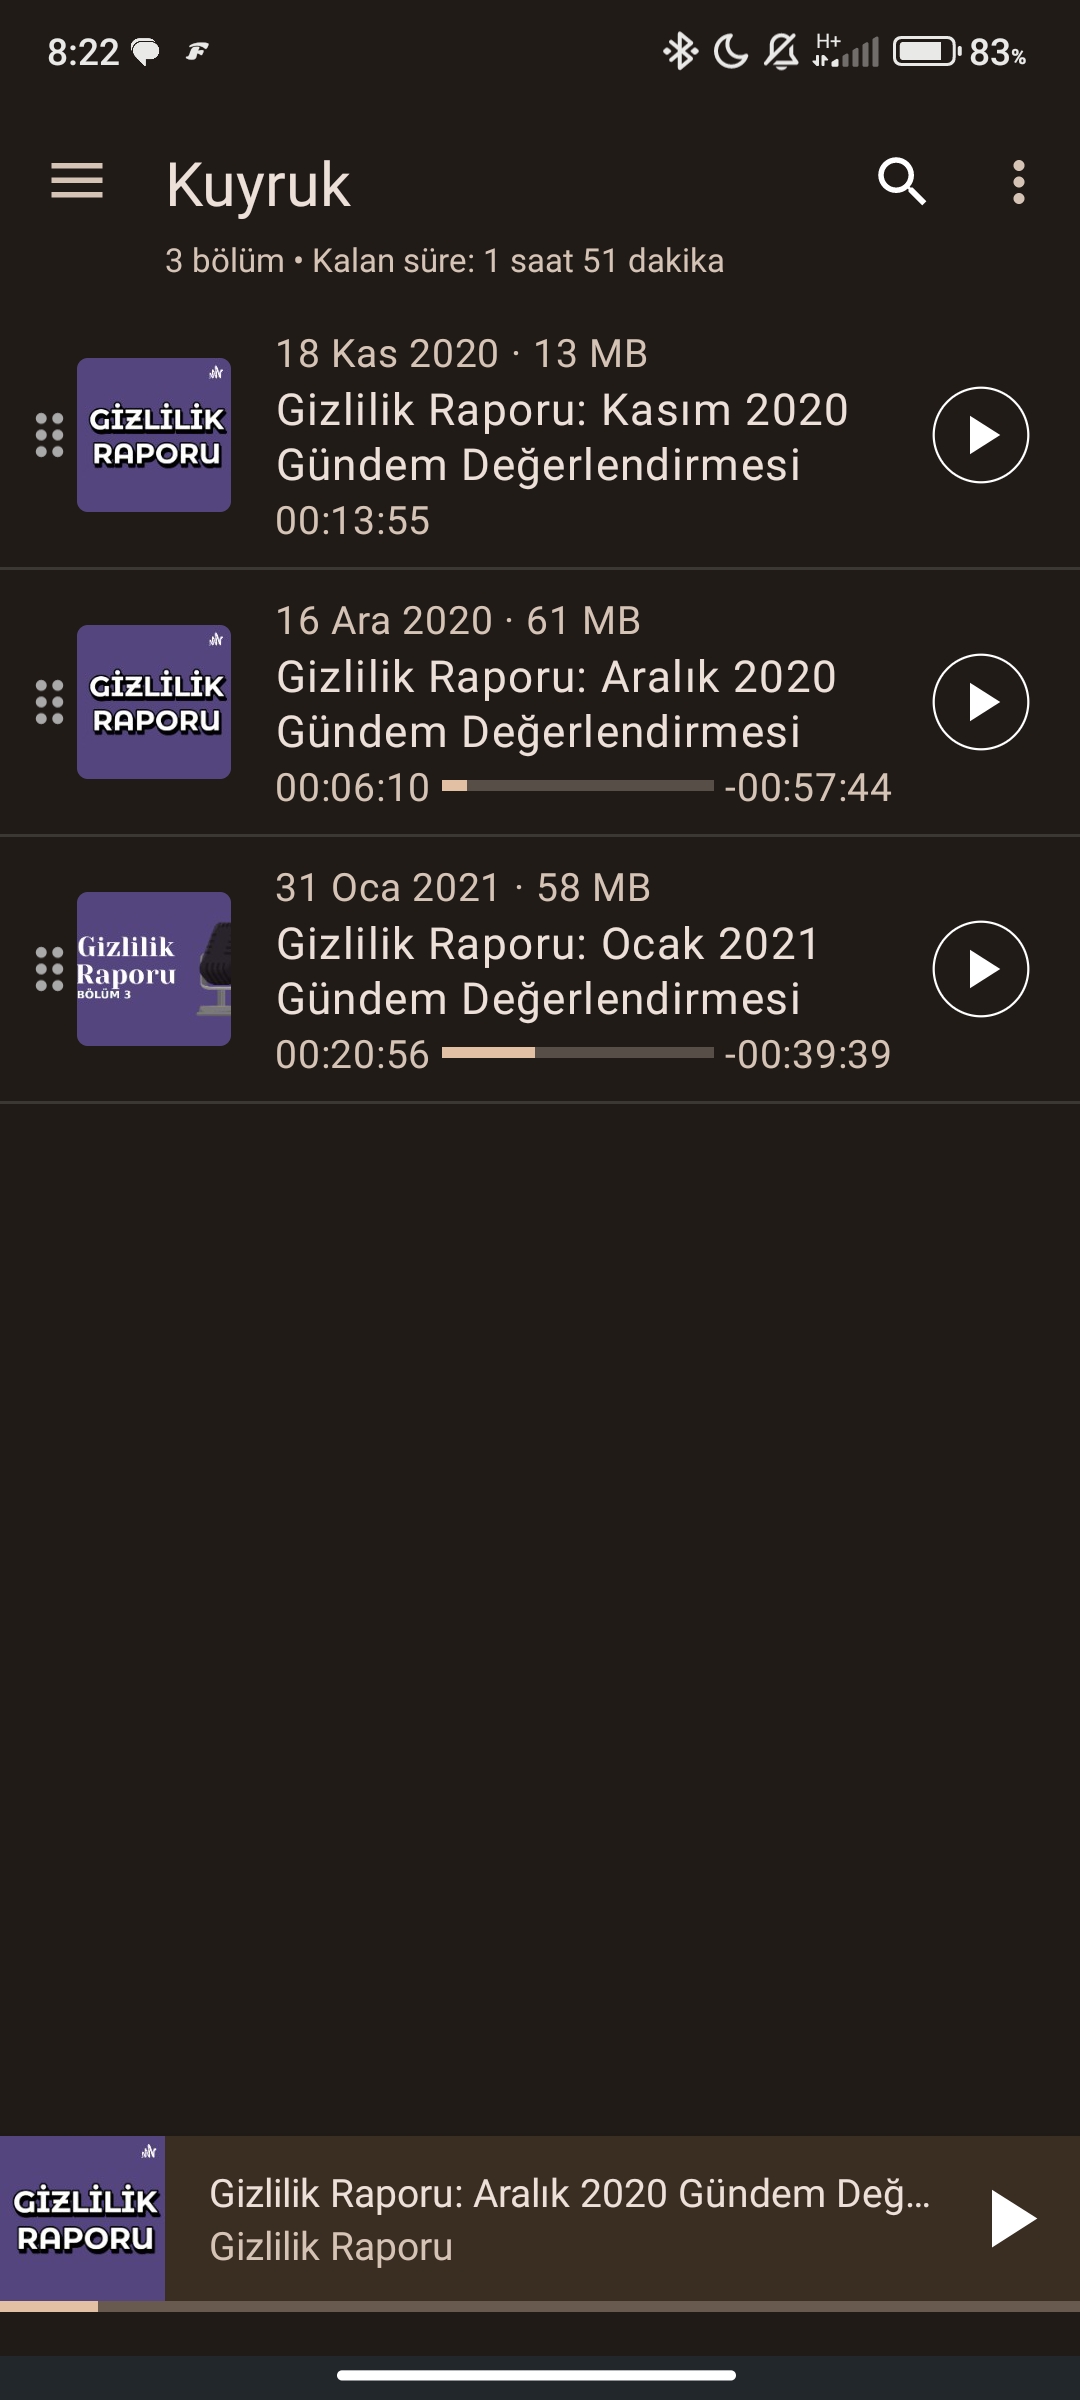 8:22
H+
83%
Kuyruk
3 bölüm • Kalan süre: 1 saat 51 dakika
GİZLİLİK
RAPORU
18 Kas 2020 · 13 MB
Gizlilik Raporu: Kasım 2020
Gündem Değerlendirmesi
00:13:55
GİZLİLİK
RAPORU
16 Ara 2020 · 61 MB
Gizlilik Raporu: Aralık 2020
Gündem Değerlendirmesi
00:06:10 -00:57:44
Gizlilik
Raporu
BÖLÜM 3
31 Oca 2021 · 58 MB
Gizlilik Raporu: Ocak 2021
Gündem Değerlendirmesi
00:20:56 -00:39:39
GİZLİLİK
RAPORU
Gizlilik Raporu: Aralık 2020 Gündem Değ...
Gizlilik Raporu